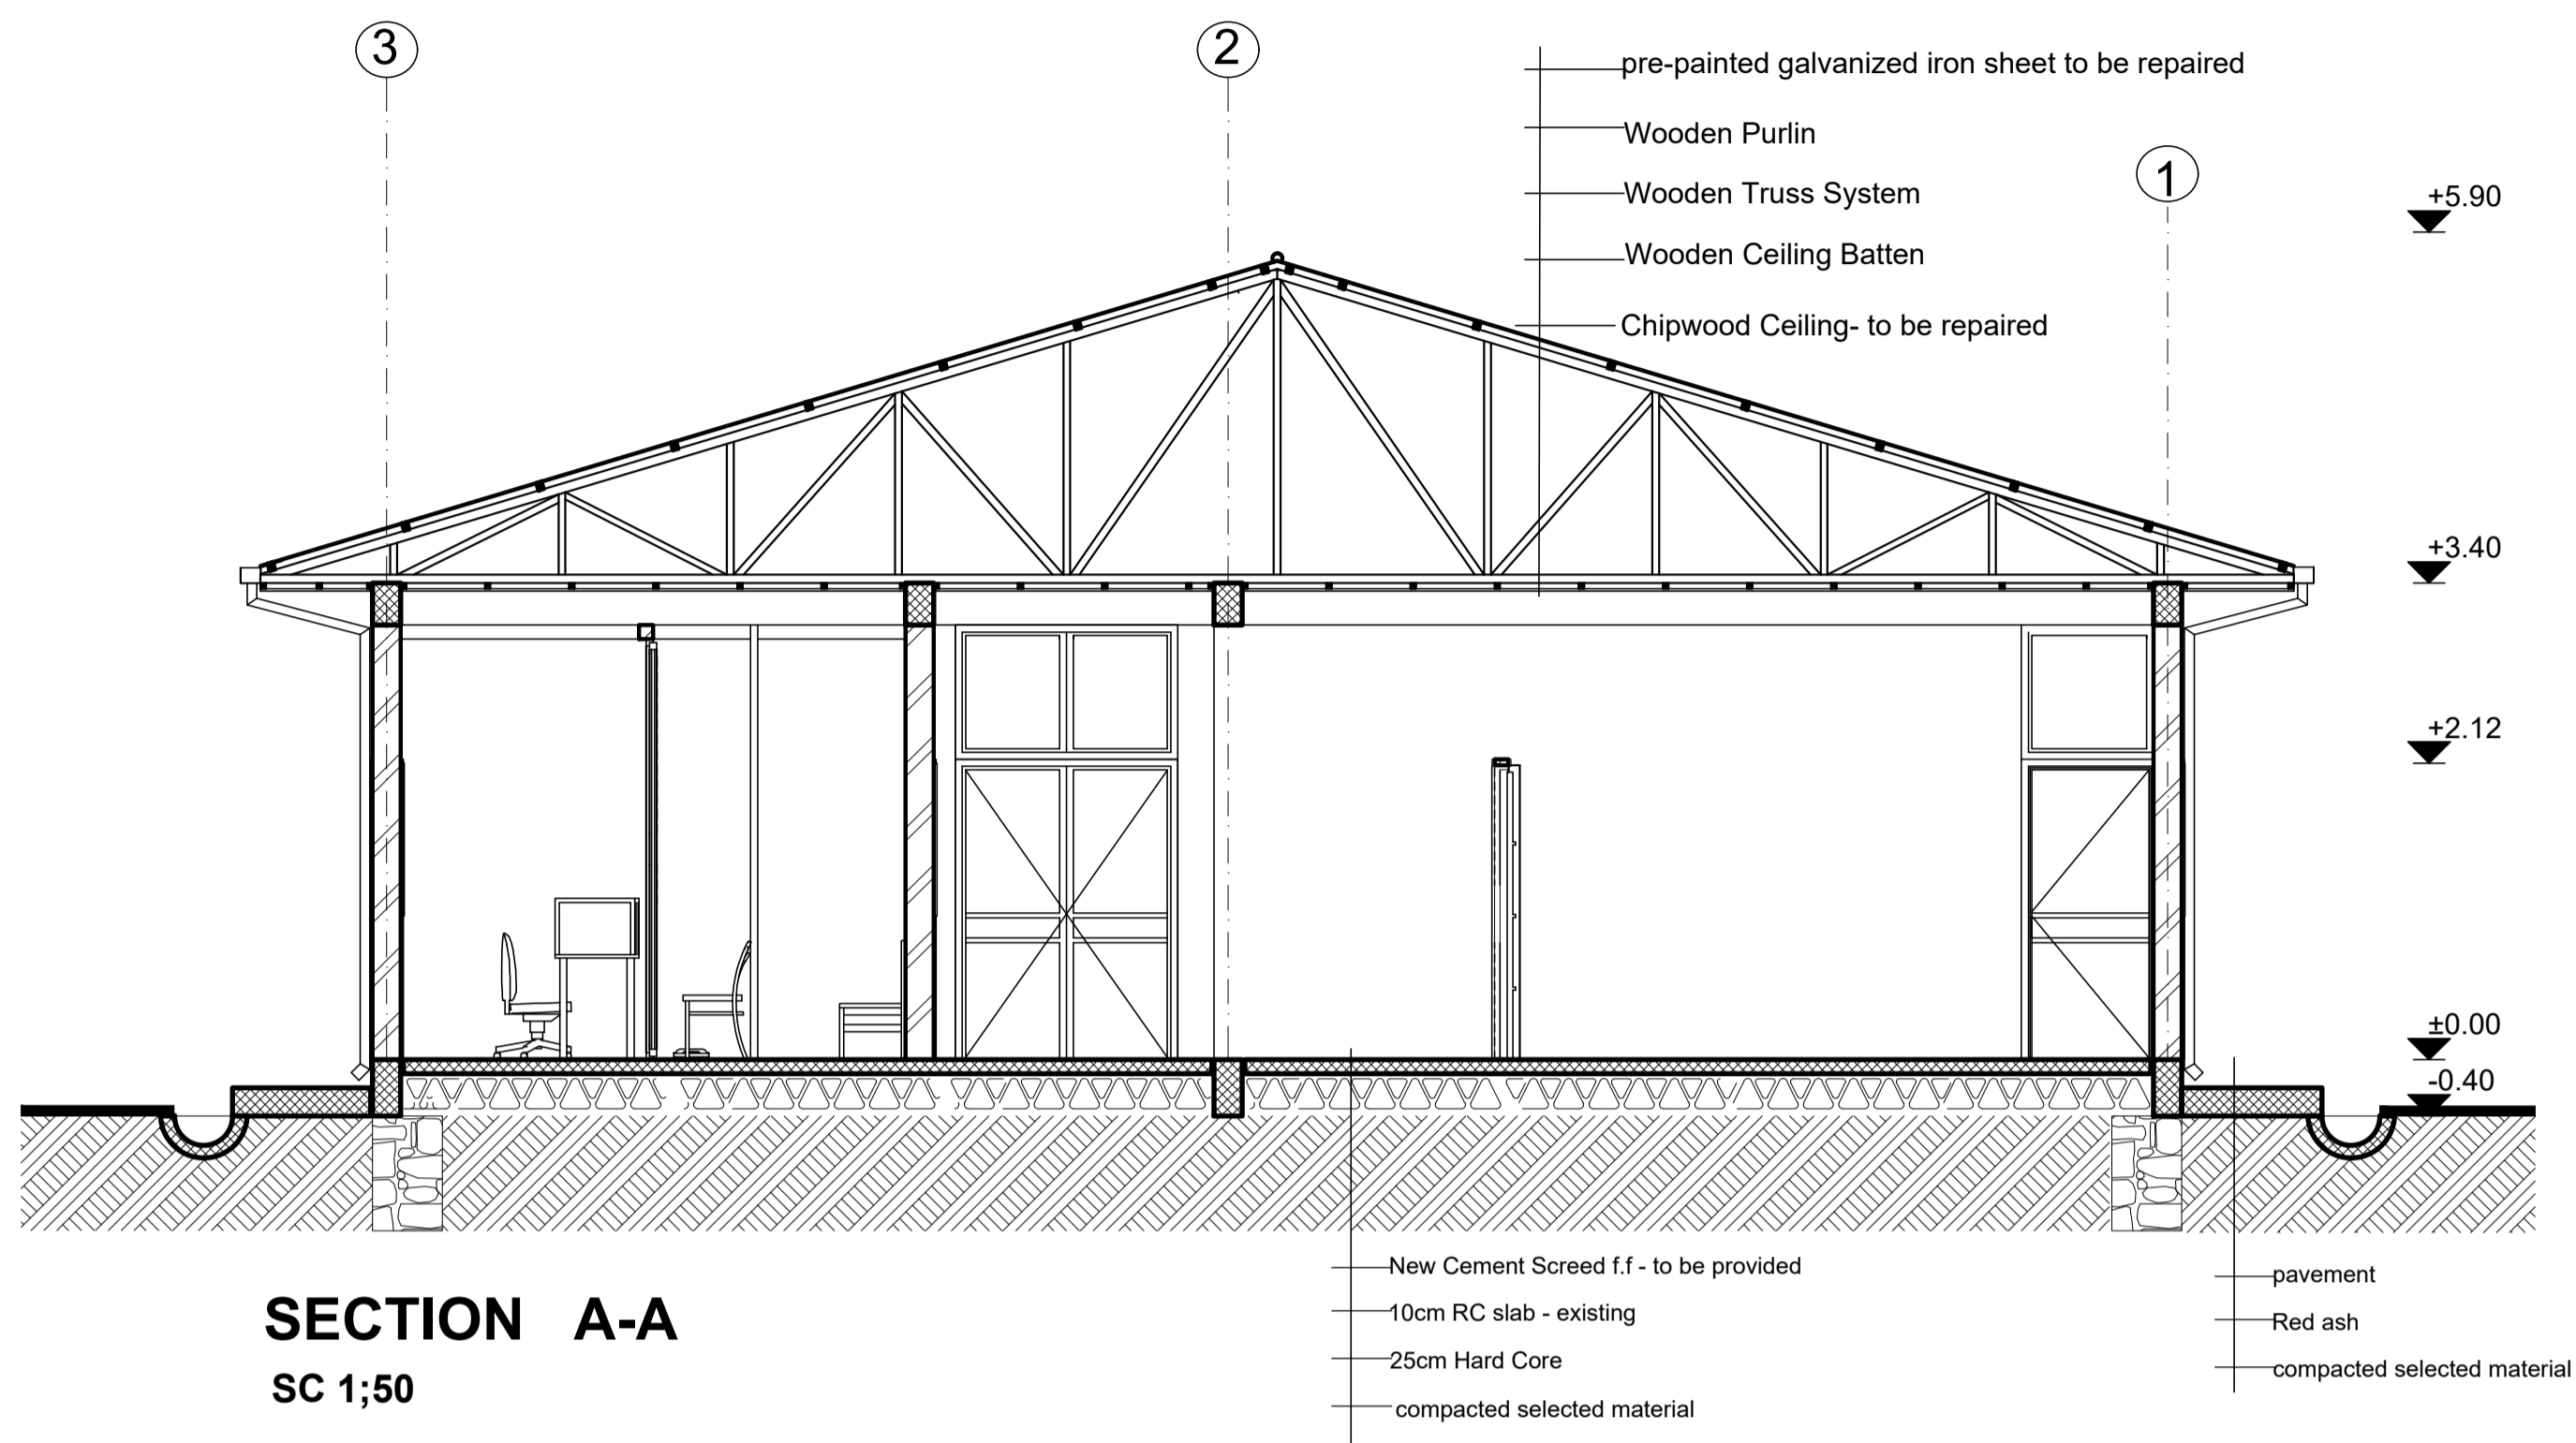 3
2
1
pre-painted galvanized iron sheet to be repaired
Wooden Purlin
Wooden Truss System
Wooden Ceiling Batten
Chipwood Ceiling- to be repaired
+5.90
+3.40
+2.12
±0.00
-0.40
New Cement Screed f.f - to be provided
10cm RC slab - existing
25cm Hard Core
compacted selected material
pavement
Red ash
compacted selected material
SECTION A-A
SC 1;50